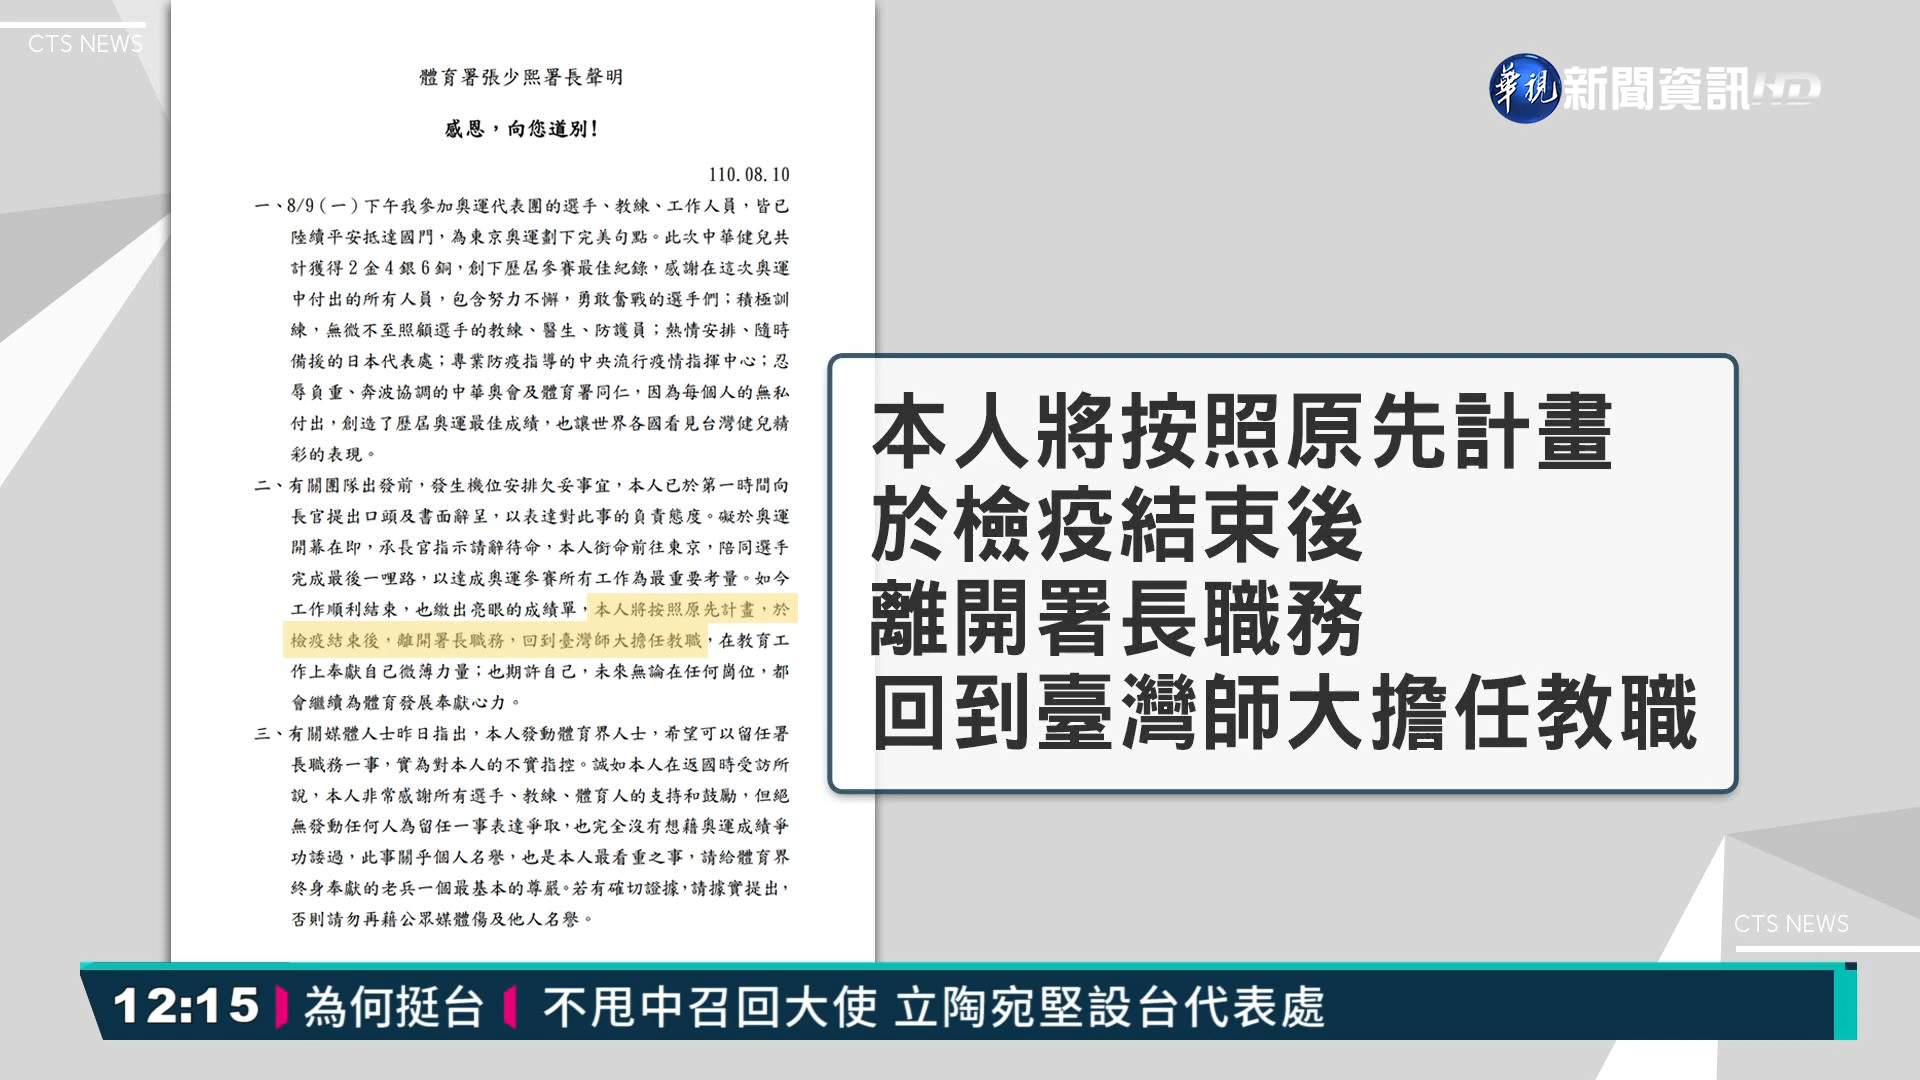 CTS NEWS
華視 新聞資訊 HD
體育署張少熙署長聲明
感恩，向您道別！
110.08.10
一、8/9（一）下午我參加奧運代表團的選手、教練、工作人員，皆已
陸續平安抵達國門，為東京奧運劃下完美句點。此次中華健兒共
計獲得2金4銀6銅，創下歷屆參賽最佳紀錄，感謝在這次奧運
中付出的所有人員，包含努力不懈，勇敢奮戰的選手們；積極訓
練，無微不至照顧選手的教練、醫生、防護員；熱情安排、隨時
備援的日本代表處；專業防疫指導的中央流行疫情指揮中心；忍
辱負重、奔波協調的中華奧會及體育署同仁，因為每個人的無私
付出，創造了歷屆奧運最佳成績，也讓世界各國看見台灣健兒精
彩的表現。
二、有關團隊出發前，發生機位安排欠妥事宜，本人已於第一時間向
長官提出口頭及書面辭呈，以表達對此事的負責態度。礙於奧運
開幕在即，承長官指示請辭待命，本人銜命前往東京，陪同選手
完成最後一哩路，以達成奧運參賽所有工作為最重要考量。如今
工作順利結束，也繳出亮眼的成績單，本人將按照原先計畫，於
檢疫結束後，離開署長職務，回到臺灣師大擔任教職，在教育工
作上奉獻自己微薄力量；也期許自己，未來無論在任何崗位，都
會繼續為體育發展奉獻心力。
三、有關媒體人士昨日指出，本人發動體育界人士，希望可以留任署
長職務一事，實為對本人的不實指控。誠如本人在返國時受訪所
說，本人非常感謝所有選手、教練、體育人的支持和鼓勵，但絕
無發動任何人為留任一事表達爭取，也完全沒有想藉奧運成績爭
功諉過，此事關乎個人名譽，也是本人最看重之事，請給體育界
終身奉獻的老兵一個最基本的尊嚴。若有確切證據，請據實提出，
否則請勿再藉公眾媒體傷及他人名譽。
本人將按照原先計畫
於檢疫結束後
離開署長職務
回到臺灣師大擔任教職
CTS NEWS
12:15 為何挺台 不甩中召回大使 立陶宛堅設台代表處